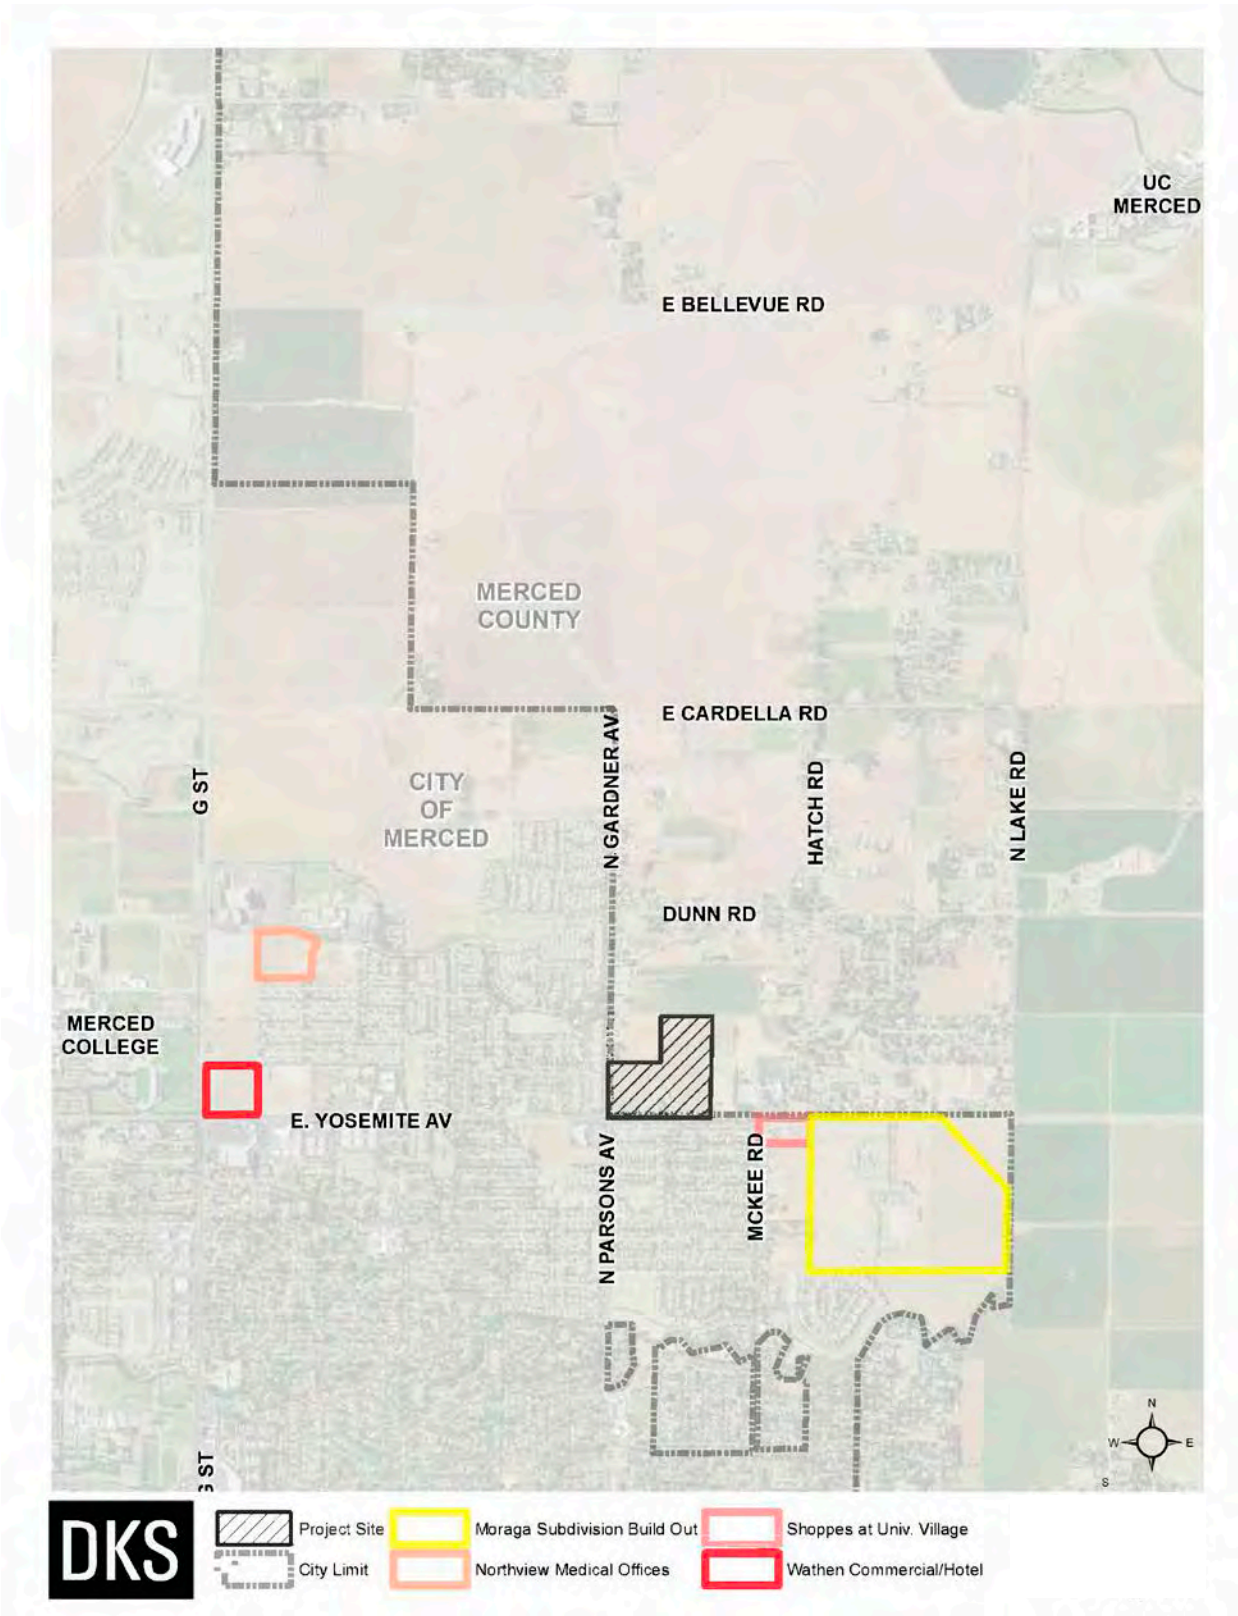 UC
MERCED
E BELLEVUE RD
MERCED
COUNTY
E CARDELLA RD
N GARDNER AV
G ST
CITY
OF
MERCED
HATCH RD
N LAKE RD
DUNN RD
MERCED
COLLEGE
E. YOSEMITE AV
N PARSONS AV
MCKEE RD
G ST
N
W
E
S
DKS
Project Site
Moraga Subdivision Build Out
Shoppes at Univ. Village
City Limit
Northview Medical Offices
Wathen Commercial/Hotel